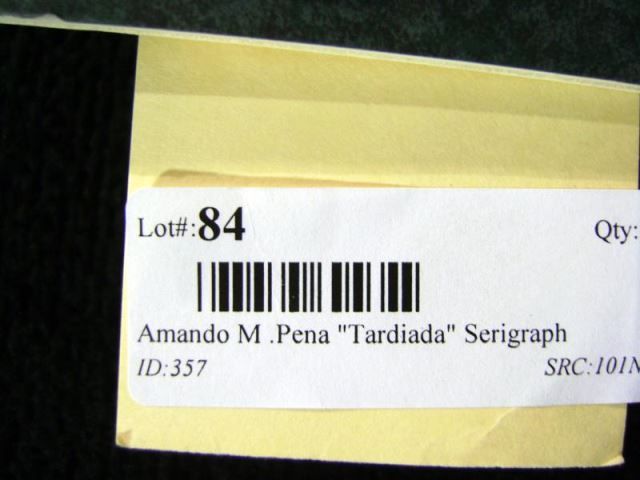 Lot#:84
Qty:
Amando M .Pena "Tardiada" Serigraph
ID:357
SRC:101N